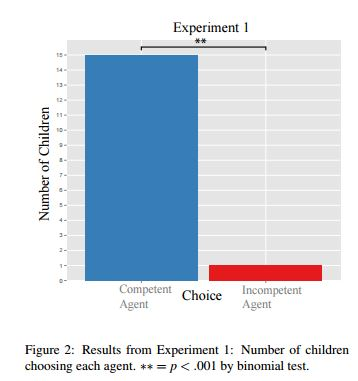 Experiment 1
**
Number of Children
15
14
13
12
11
10
9
8
7
6
5
4
3
2
1
0
Competent
Agent
Choice
Incompetent
Agent
Figure 2: Results from Experiment 1: Number of children
choosing each agent. ** = p < .001 by binomial test.